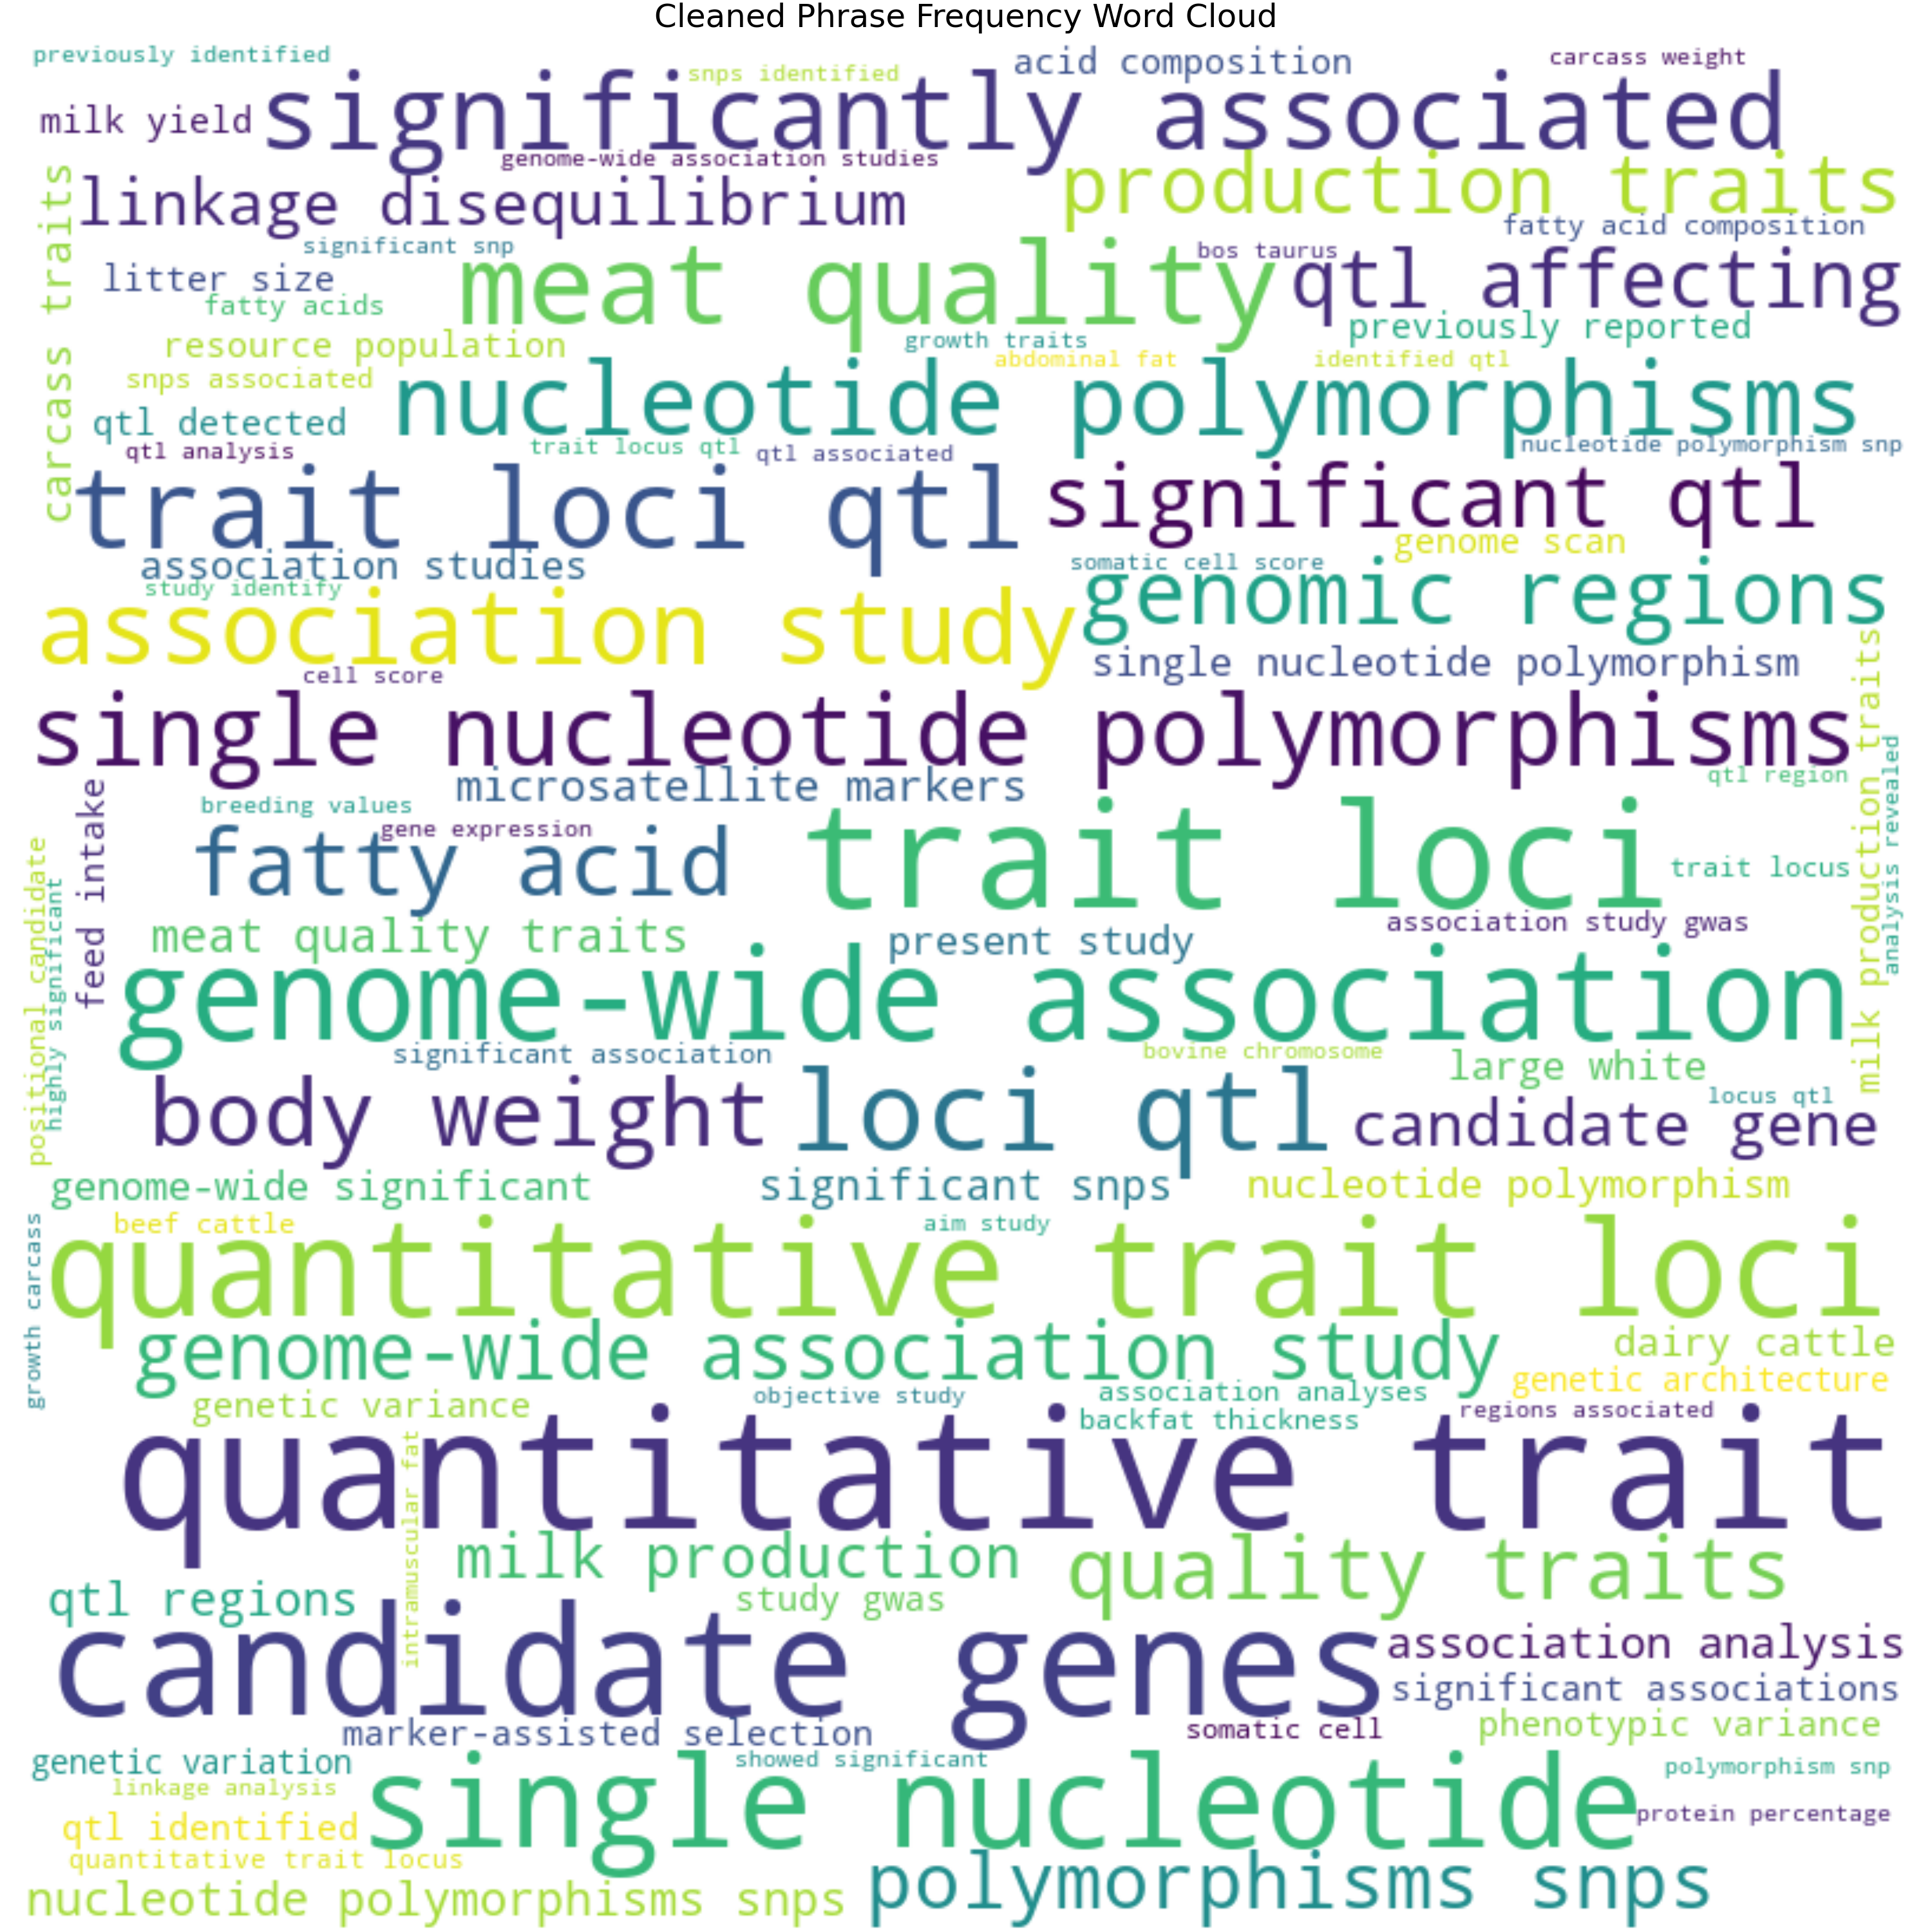 Cleaned Phrase Frequency Word Cloud
previously identified
snps identified
acid composition
carcass weight
milk yield
significantly associated
genome-wide association studies
carcass traits
linkage disequilibrium
production traits
fatty acid composition
significant snp
bos taurus
litter size
meat quality
qtl affecting
fatty acids
previously reported
resource population
growth traits
abdominal fat
identified qtl
snps associated
nucleotide polymorphisms
qtl detected
qtl analysis
trait locus qtl
qtl associated
nucleotide polymorphism snp
trait loci qtl
significant qtl
genome scan
association studies
somatic cell score
study identify
genomic regions
association study
single nucleotide polymorphism
cell score
milk production traits
single nucleotide polymorphisms
analysis revealed
microsatellite markers
qtl region
feed intake
breeding values
gene expression
fatty acid
trait loci
trait locus
positional candidate
highly significant
meat quality traits
present study
association study gwas
genome-wide association
significant association
bovine chromosome
large white
locus qtl
body weight
loci qtl
candidate gene
genome-wide significant
significant snps
nucleotide polymorphism
beef cattle
aim study
growth carcass
quantitative trait loci
genome-wide association study
dairy cattle
genetic architecture
genetic variance
objective study
association analyses
backfat thickness
regions associated
quantitative trait
intramuscular fat
milk production
quality traits
qtl regions
study gwas
candidate genes
association analysis
significant associations
marker-assisted selection
somatic cell
phenotypic variance
genetic variation
showed significant
polymorphism snp
linkage analysis
single nucleotide
protein percentage
qtl identified
quantitative trait locus
nucleotide polymorphisms snps
polymorphisms snps